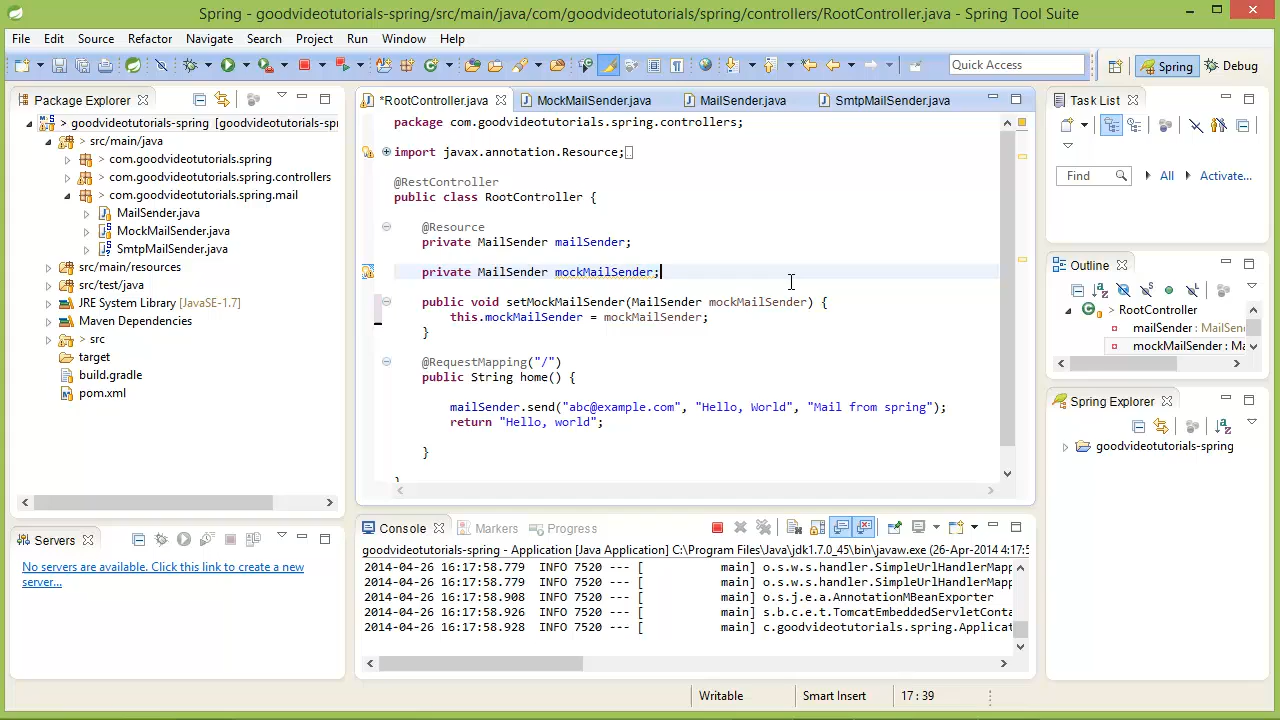 Spring - goodvideotutorials-spring/src/main/java/com/goodvideotutorials/spring/controllers/RootController.java - Spring Tool Suite
File Edit Source Refactor Navigate Search Project Run Window Help
Quick Access
Spring
Debug
Package Explorer
> goodvideotutorials-spring [goodvideotutorials-spr
> src/main/java
> com.goodvideotutorials.spring
> com.goodvideotutorials.spring.controllers
> com.goodvideotutorials.spring.mail
MailSender.java
MockMailSender.java
SmtpMailSender.java
src/main/resources
src/test/java
JRE System Library [JavaSE-1.7]
Maven Dependencies
> src
target
build.gradle
pom.xml
Servers
No servers are available. Click this link to create a new
server...
*RootController.java
MockMailSender.java
MailSender.java
SmtpMailSender.java
package com.goodvideotutorials.spring.controllers;
import javax.annotation.Resource;
@RestController
public class RootController {
@Resource
private MailSender mailSender;
private MailSender mockMailSender;
public void setMockMailSender(MailSender mockMailSender) {
this.mockMailSender = mockMailSender;
}
@RequestMapping("/")
public String home() {
mailSender.send("abc@example.com", "Hello, World", "Mail from spring");
return "Hello, world";
}
Console
Markers
Progress
goodvideotutorials-spring - Application [Java Application] C:\Program Files\Java\jdk1.7.0_45\bin\javaw.exe (26-Apr-2014 4:17:5
2014-04-26 16:17:58.779 INFO 7520 --- [ main] o.s.w.s.handler.SimpleUrlHandlerMapp
2014-04-26 16:17:58.779 INFO 7520 --- [ main] o.s.w.s.handler.SimpleUrlHandlerMapp
2014-04-26 16:17:58.908 INFO 7520 --- [ main] o.s.j.e.a.AnnotationMBeanExporter
2014-04-26 16:17:58.926 INFO 7520 --- [ main] s.b.c.e.t.TomcatEmbeddedServletConta
2014-04-26 16:17:58.928 INFO 7520 --- [ main] c.goodvideotutorials.spring.Applicat
Task List
Find
All
Activate...
Outline
RootController
mailSender : MailSen
mockMailSender : Ma
Spring Explorer
goodvideotutorials-spring
Writable
Smart Insert
17 : 39